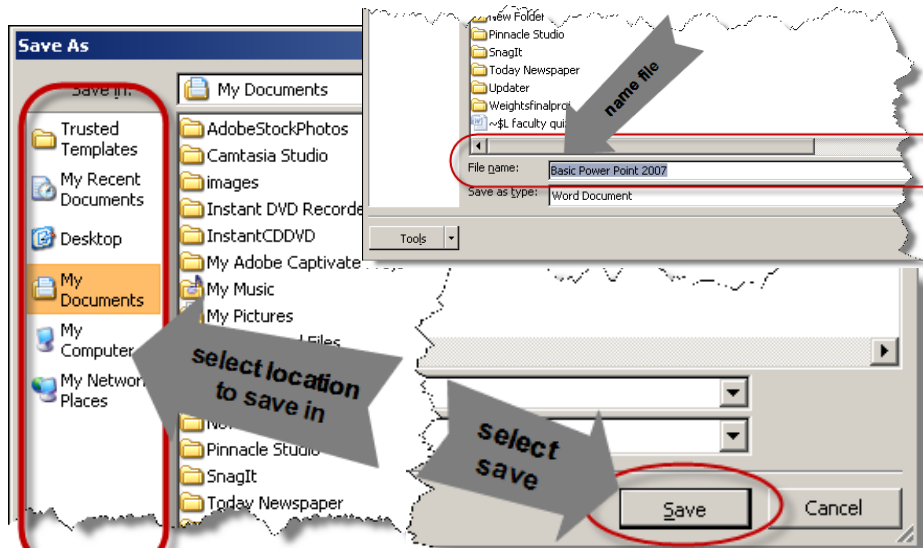 Save As
Save in:
My Documents
Trusted
Templates
My Recent
Documents
Desktop
My
Documents
My
Computer
My Network
Places
AdobeStockPhotos
Camtasia Studio
images
Instant DVD Recorde
InstantCDDVD
My Adobe Captivate
My Music
My Pictures
Files
Pinnacle Studio
SnagIt
Today Newspaper
select location
to save in
New Folder
Pinnacle Studio
SnagIt
Today Newspaper
Updater
Weightsfinalproj
~$L faculty qui
name file
File name:
Basic Power Point 2007
Save as type:
Word Document
Tools
select
save
Save
Cancel